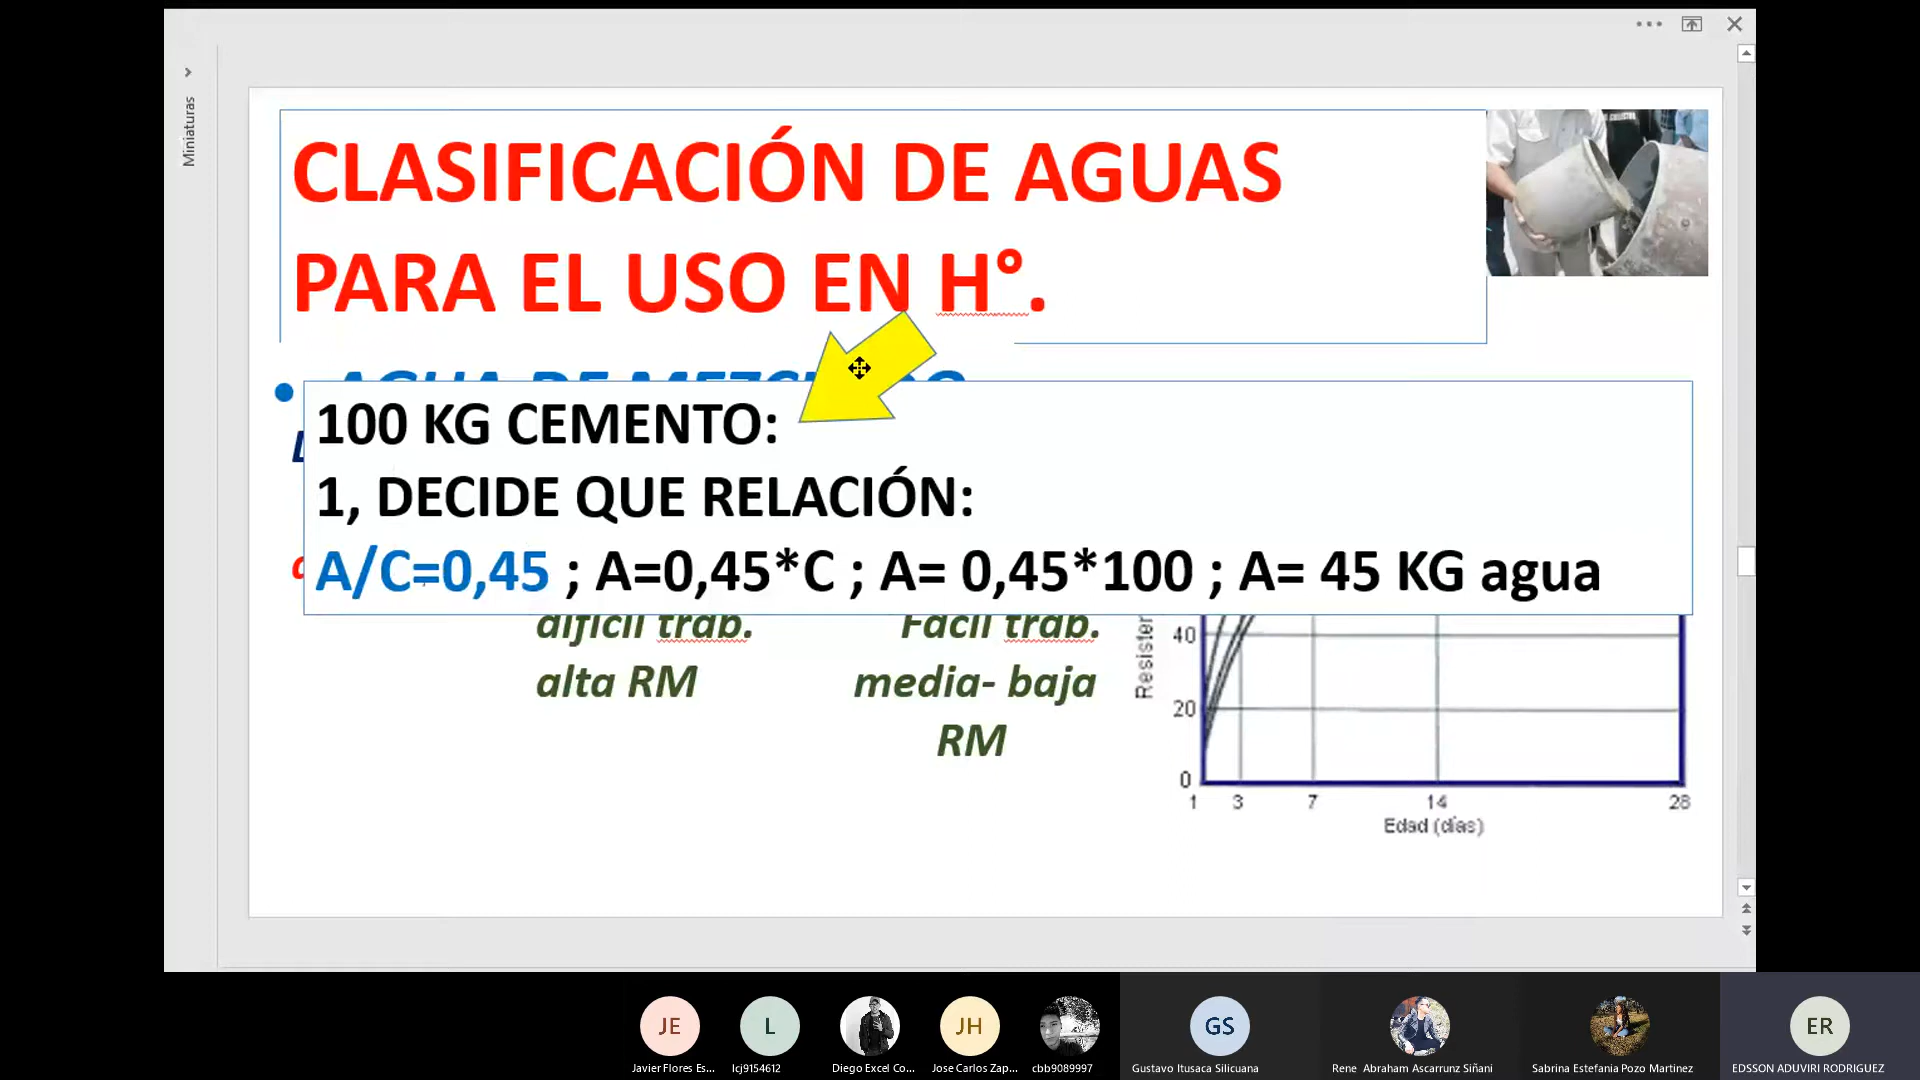 Miniaturas
CLASIFICACIÓN DE AGUAS
PARA EL USO EN H°.
100 KG CEMENTO:
1, DECIDE QUE RELACIÓN:
A/C=0,45 ; A=0,45*C ; A= 0,45*100 ; A= 45 KG agua
dificil trab.
alta RM
Facil trab.
media- baja
RM
40
20
0
1 3 7 14 28
Edad (días)
JE
L
JH
GS
ER
Javier Flores Es...
lcj9154612
Diego Excel Co...
Jose Carlos Zap...
cbb9089997
Gustavo Itusaca Silicuana
Rene Abraham Ascarrunz Siñani
Sabrina Estefania Pozo Martinez
EDSSON ADUVIRI RODRIGUEZ